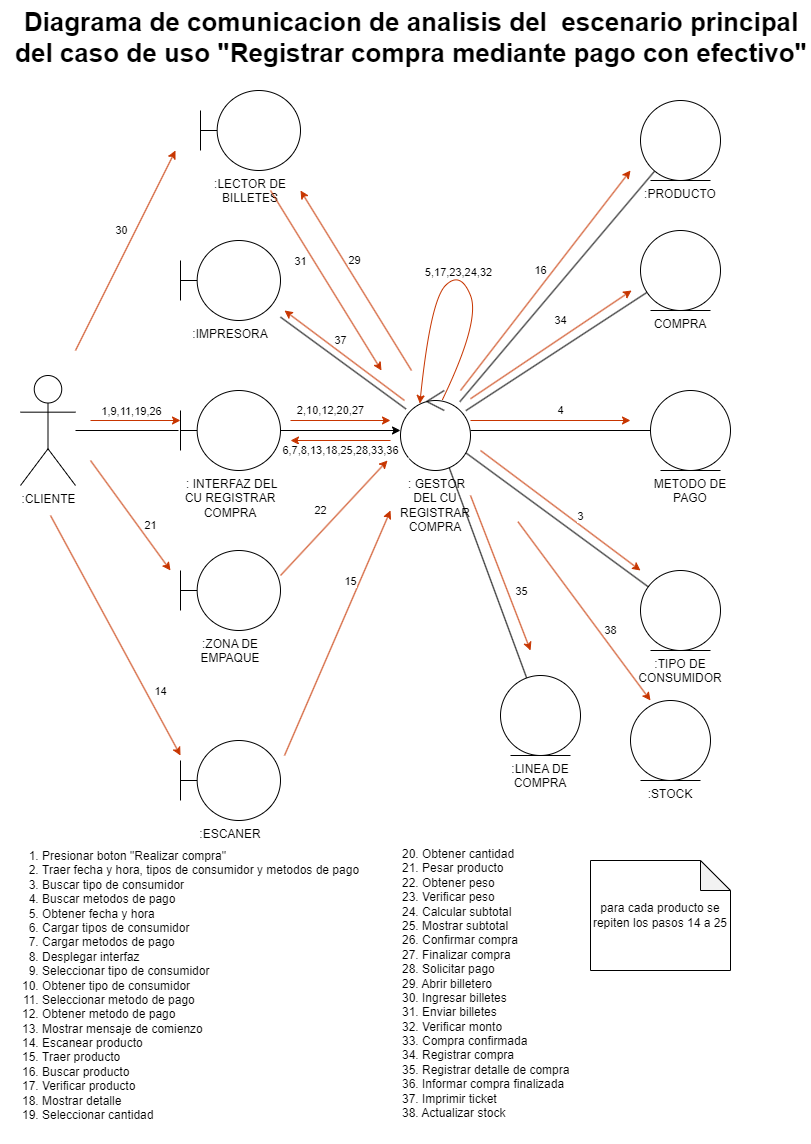 Diagrama de comunicacion de analisis del escenario principal
del caso de uso "Registrar compra mediante pago con efectivo"
:LECTOR DE
BILLETES
:PRODUCTO
30
31
29
5,17,23,24,32
16
:IMPRESORA
37
34
COMPRA
1,9,11,19,26
2,10,12,20,27
4
6,7,8,13,18,25,28,33,36
:CLIENTE
: INTERFAZ DEL
CU REGISTRAR
COMPRA
: GESTOR
DEL CU
REGISTRAR
COMPRA
METODO DE
PAGO
21
22
3
15
35
38
:ZONA DE
EMPAQUE
:TIPO DE
CONSUMIDOR
14
:LINEA DE
COMPRA
:STOCK
:ESCANER
1. Presionar boton "Realizar compra"
2. Traer fecha y hora, tipos de consumidor y metodos de pago
3. Buscar tipo de consumidor
4. Buscar metodos de pago
5. Obtener fecha y hora
6. Cargar tipos de consumidor
7. Cargar metodos de pago
8. Desplegar interfaz
9. Seleccionar tipo de consumidor
10. Obtener tipo de consumidor
11. Seleccionar metodo de pago
12. Obtener metodo de pago
13. Mostrar mensaje de comienzo
14. Escanear producto
15. Traer producto
16. Buscar producto
17. Verificar producto
18. Mostrar detalle
19. Seleccionar cantidad
20. Obtener cantidad
21. Pesar producto
22. Obtener peso
23. Verificar peso
24. Calcular subtotal
25. Mostrar subtotal
26. Confirmar compra
27. Finalizar compra
28. Solicitar pago
29. Abrir billetero
30. Ingresar billetes
31. Enviar billetes
32. Verificar monto
33. Compra confirmada
34. Registrar compra
35. Registrar detalle de compra
36. Informar compra finalizada
37. Imprimir ticket
38. Actualizar stock
para cada producto se
repiten los pasos 14 a 25